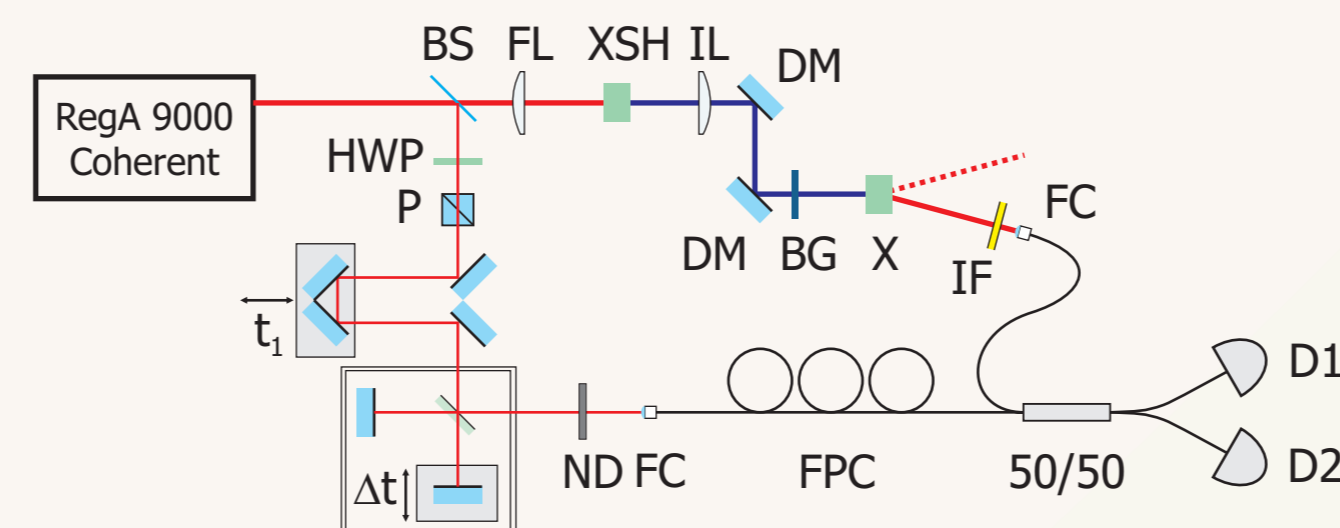 BS FL XSH IL DM
RegA 9000
Coherent
HWP
P
DM BG X IF FC
t₁
Δt
ND FC FPC 50/50
D1
D2